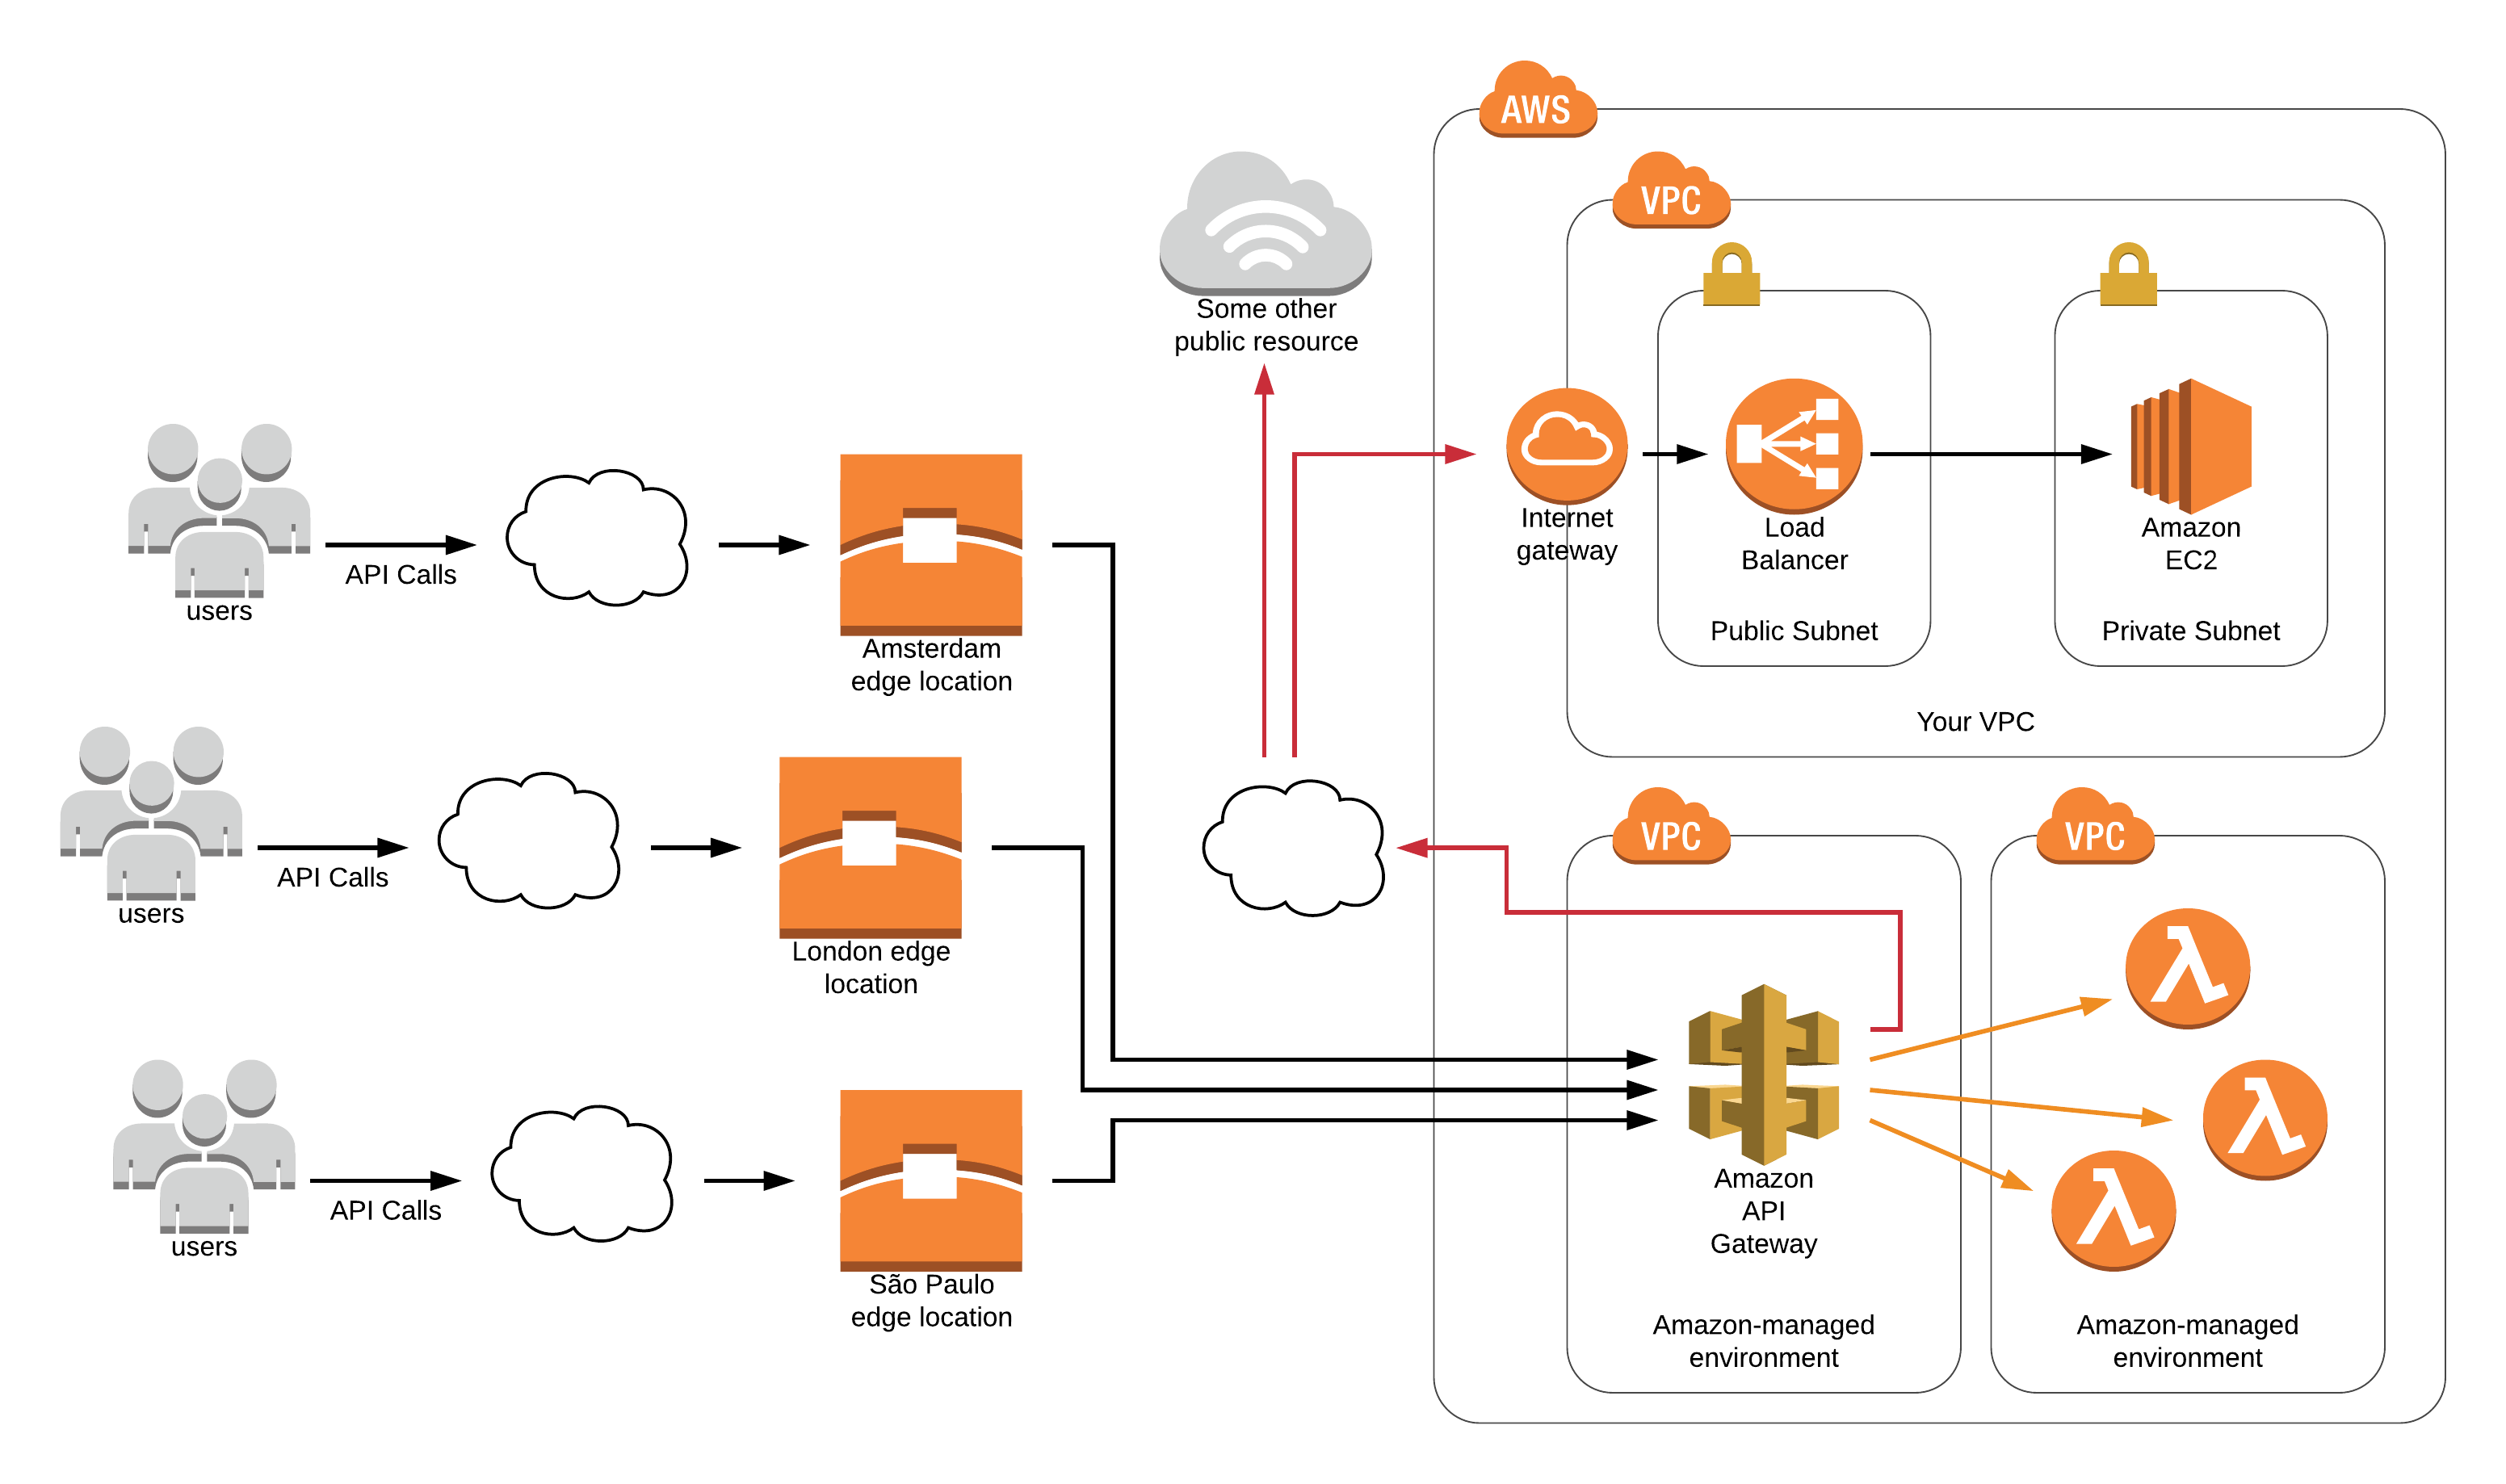 AWS
VPC
Some other
public resource
Internet
gateway
Load
Balancer
Amazon
EC2
Public Subnet
Private Subnet
Your VPC
API Calls
users
Amsterdam
edge location
API Calls
users
London edge
location
API Calls
users
São Paulo
edge location
VPC
VPC
Amazon
API
Gateway
Amazon-managed
environment
Amazon-managed
environment